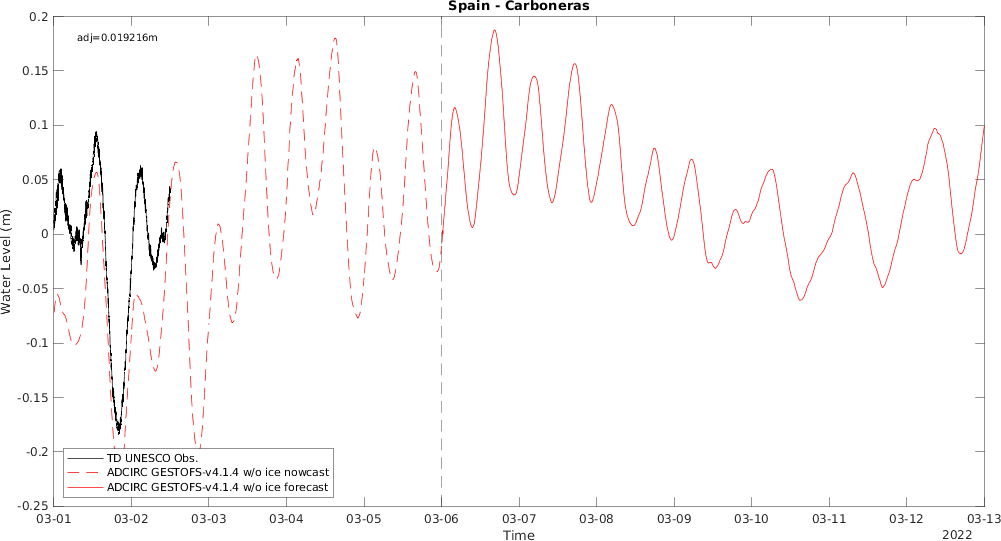 Spain - Carboneras
adj=0.019216m
0.2
0.15
0.1
0.05
0
-0.05
-0.1
-0.15
-0.2
-0.25
Water Level (m)
TD UNESCO Obs.
ADCIRC GESTOFS-v4.1.4 w/o ice nowcast
ADCIRC GESTOFS-v4.1.4 w/o ice forecast
03-01 03-02 03-03 03-04 03-05 03-06 03-07 03-08 03-09 03-10 03-11 03-12 03-13
Time
2022